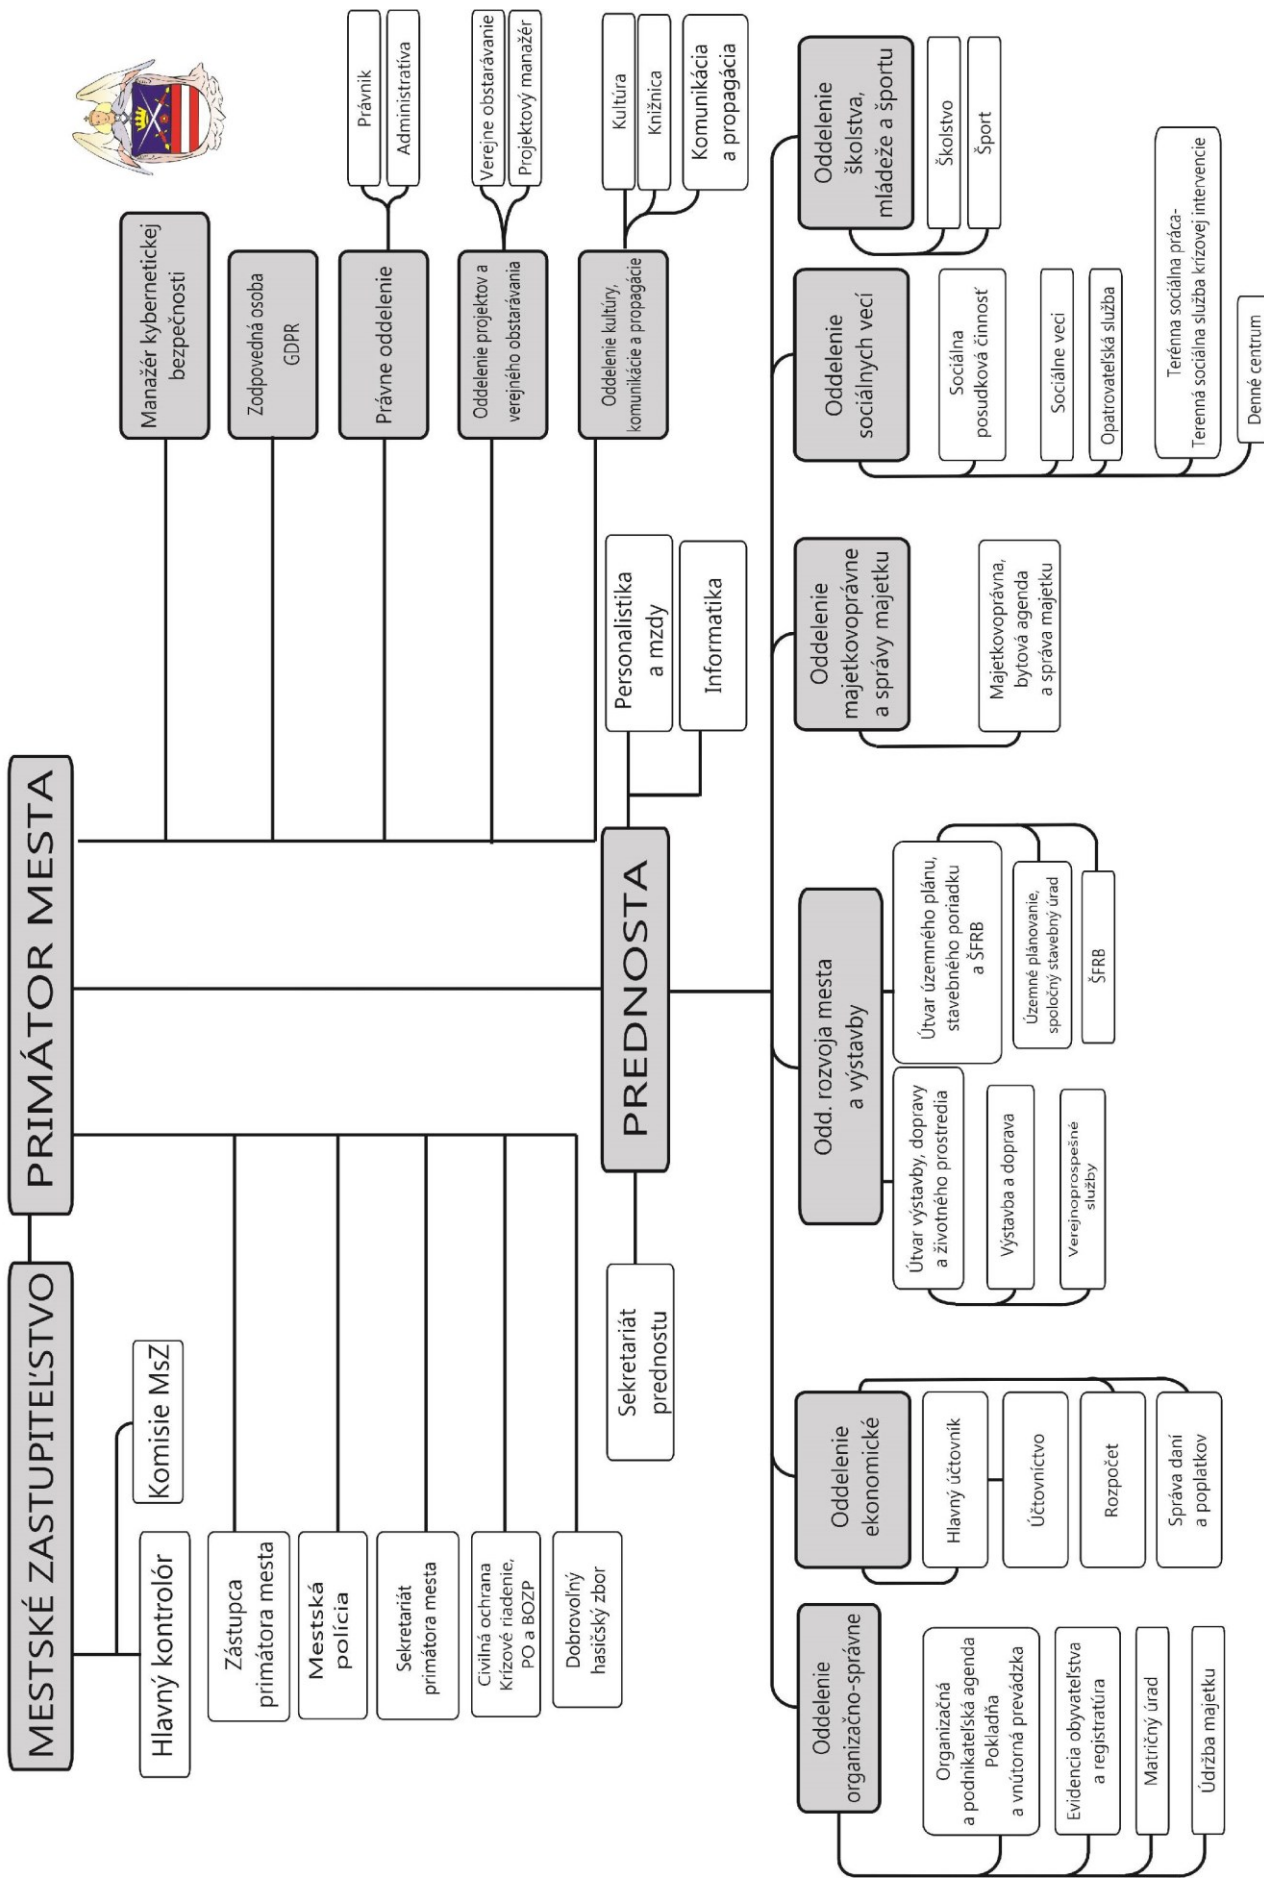 MESTSKÉ ZASTUPITEĽSTVO
PRIMÁTOR MESTA
Hlavný kontrolór
Komisie MsZ
Zástupca
primátora mesta
Mestská
polícia
Sekretariát
primátora mesta
Civilná ochrana
Krízové riadenie,
PO a BOZP
Dobrovoľný
hasičský zbor
Manažér kybernetickej
bezpečnosti
Zodpovedná osoba
GDPR
Právne oddelenie
Právnik
Administratíva
Oddelenie projektov a
verejného obstarávania
Verejne obstarávanie
Projektový manažér
Oddelenie kultúry,
komunikácie a propagácie
Kultúra
Knižnica
Komunikácia
a propagácia
PREDNOSTA
Sekretariát
prednostu
Personalistika
a mzdy
Informatika
Oddelenie
organizačno-správne
Organizačná
a podnikateľská agenda
Pokladňa
a vnútorná prevádzka
Evidencia obyvateľstva
a registratúra
Matričný úrad
Údržba majetku
Oddelenie
ekonomické
Hlavný účtovník
Účtovníctvo
Rozpočet
Správa daní
a poplatkov
Odd. rozvoja mesta
a výstavby
Útvar výstavby, dopravy
a životného prostredia
Výstavba a doprava
Verejnoprospešné
služby
Útvar územného plánu,
stavebného poriadku
a ŠFRB
Územné plánovanie,
spoločný stavebný úrad
ŠFRB
Oddelenie
majetkovoprávne
a správy majetku
Majetkovoprávna,
bytová agenda
a správa majetku
Oddelenie
sociálnych vecí
Sociálna
posudková činnosť
Sociálne veci
Opatrovateľská služba
Terénna sociálna práca-
Terenná sociálna služba krízovej intervencie
Denné centrum
Oddelenie
školstva,
mládeže a športu
Školstvo
Šport